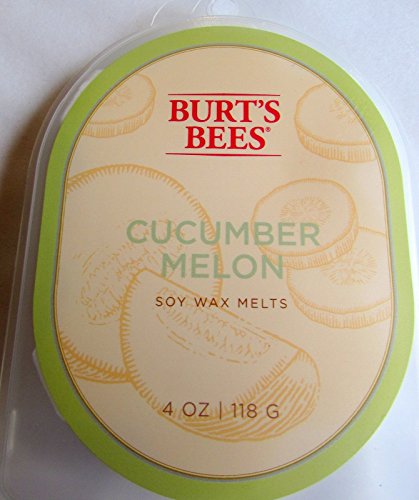 BURT'S
BEES®
CUCUMBER
MELON
SOY WAX MELTS
4 OZ | 118 G